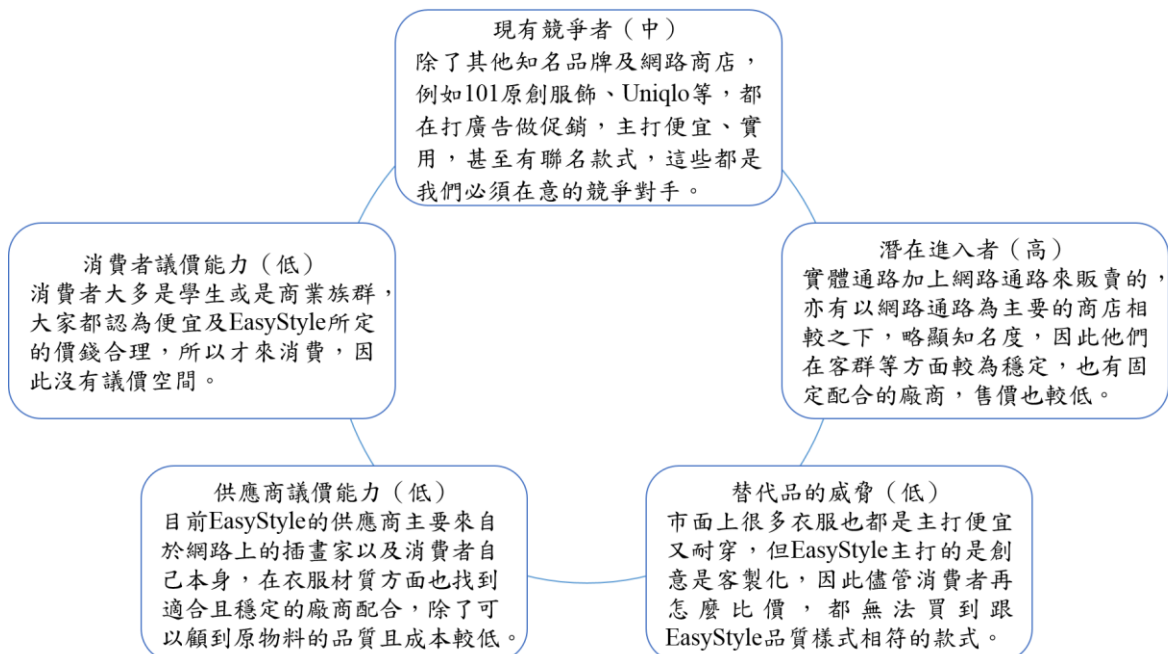 現有競爭者（中）
除了其他知名品牌及網路商店，
例如101原創服飾、Uniqlo等，都
在打廣告做促銷，主打便宜、實
用，甚至有聯名款式，這些都是
我們必須在意的競爭對手。
消費者議價能力（低）
消費者大多是學生或是商業族群，
大家都認為便宜及EasyStyle所定
的價錢合理，所以才來消費，因
此沒有議價空間。
潛在進入者（高）
實體通路加上網路通路來販賣的，
亦有以網路通路為主要的商店相
較之下，略顯知名度，因此他們
在客群等方面較為穩定，也有固
定配合的廠商，售價也較低。
供應商議價能力（低）
目前EasyStyle的供應商主要來自
於網路上的插畫家以及消費者自
己本身，在衣服材質方面也找到
適合且穩定的廠商配合，除了可
以顧到原物料的品質且成本較低。
替代品的威脅（低）
市面上很多衣服也都是主打便宜
又耐穿，但EasyStyle主打的是創
意是客製化，因此儘管消費者再
怎麼比價，都無法買到跟
EasyStyle品質樣式相符的款式。